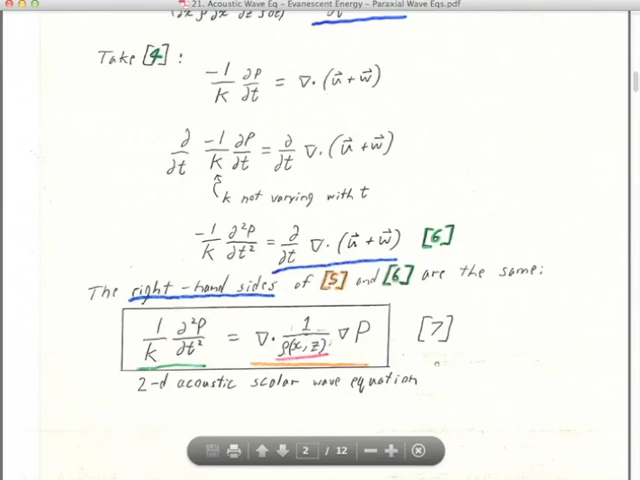 21. Acoustic Wave Eq - Evanescent Energy - Paraxial Wave Eqs.pdf
Take [4] :
-1/K ∂P/∂t = ∇· (u⃗ + w⃗)
∂/∂t -1/K ∂P/∂t = ∂/∂t ∇· (u⃗ + w⃗)
K not varying with t
-1/K ∂²P/∂t² = ∂/∂t ∇· (u⃗ + w⃗) [6]
The right-hand sides of [5] and [6] are the same:
1/K ∂²P/∂t² = ∇· 1/ρ(x,z) ∇P [7]
2-d acoustic scalar wave equation
2 / 12